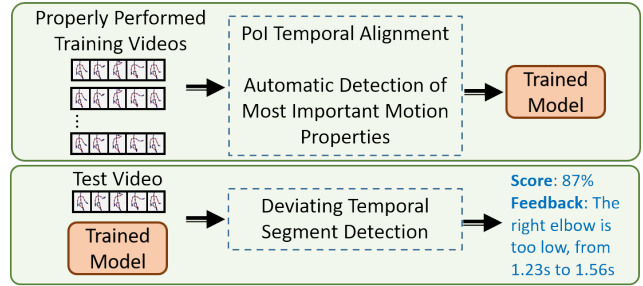 Properly Performed
Training Videos
PoI Temporal Alignment
Automatic Detection of
Most Important Motion
Properties
Trained
Model
Test Video
Trained
Model
Deviating Temporal
Segment Detection
Score: 87%
Feedback: The
right elbow is
too low, from
1.23s to 1.56s